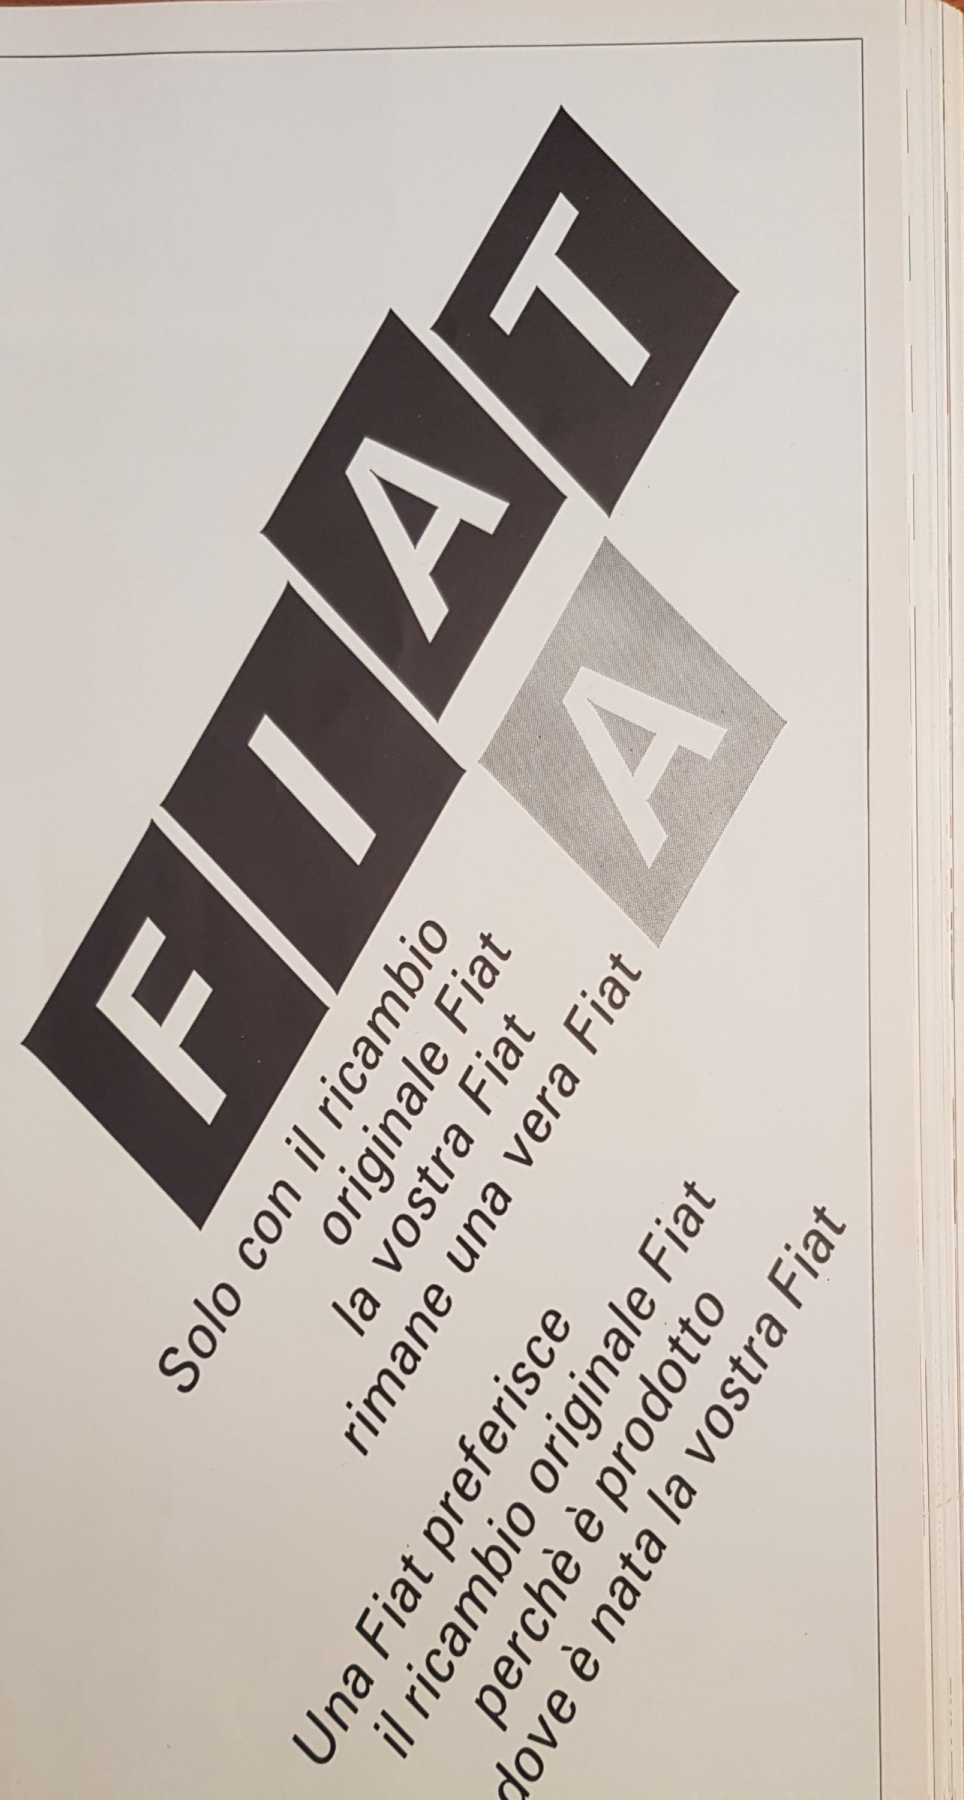 FIAT
A
Solo con il ricambio
originale Fiat
la vostra Fiat
rimane una vera Fiat
Una Fiat preferisce
il ricambio originale Fiat
perchè è prodotto
dove è nata la vostra Fiat